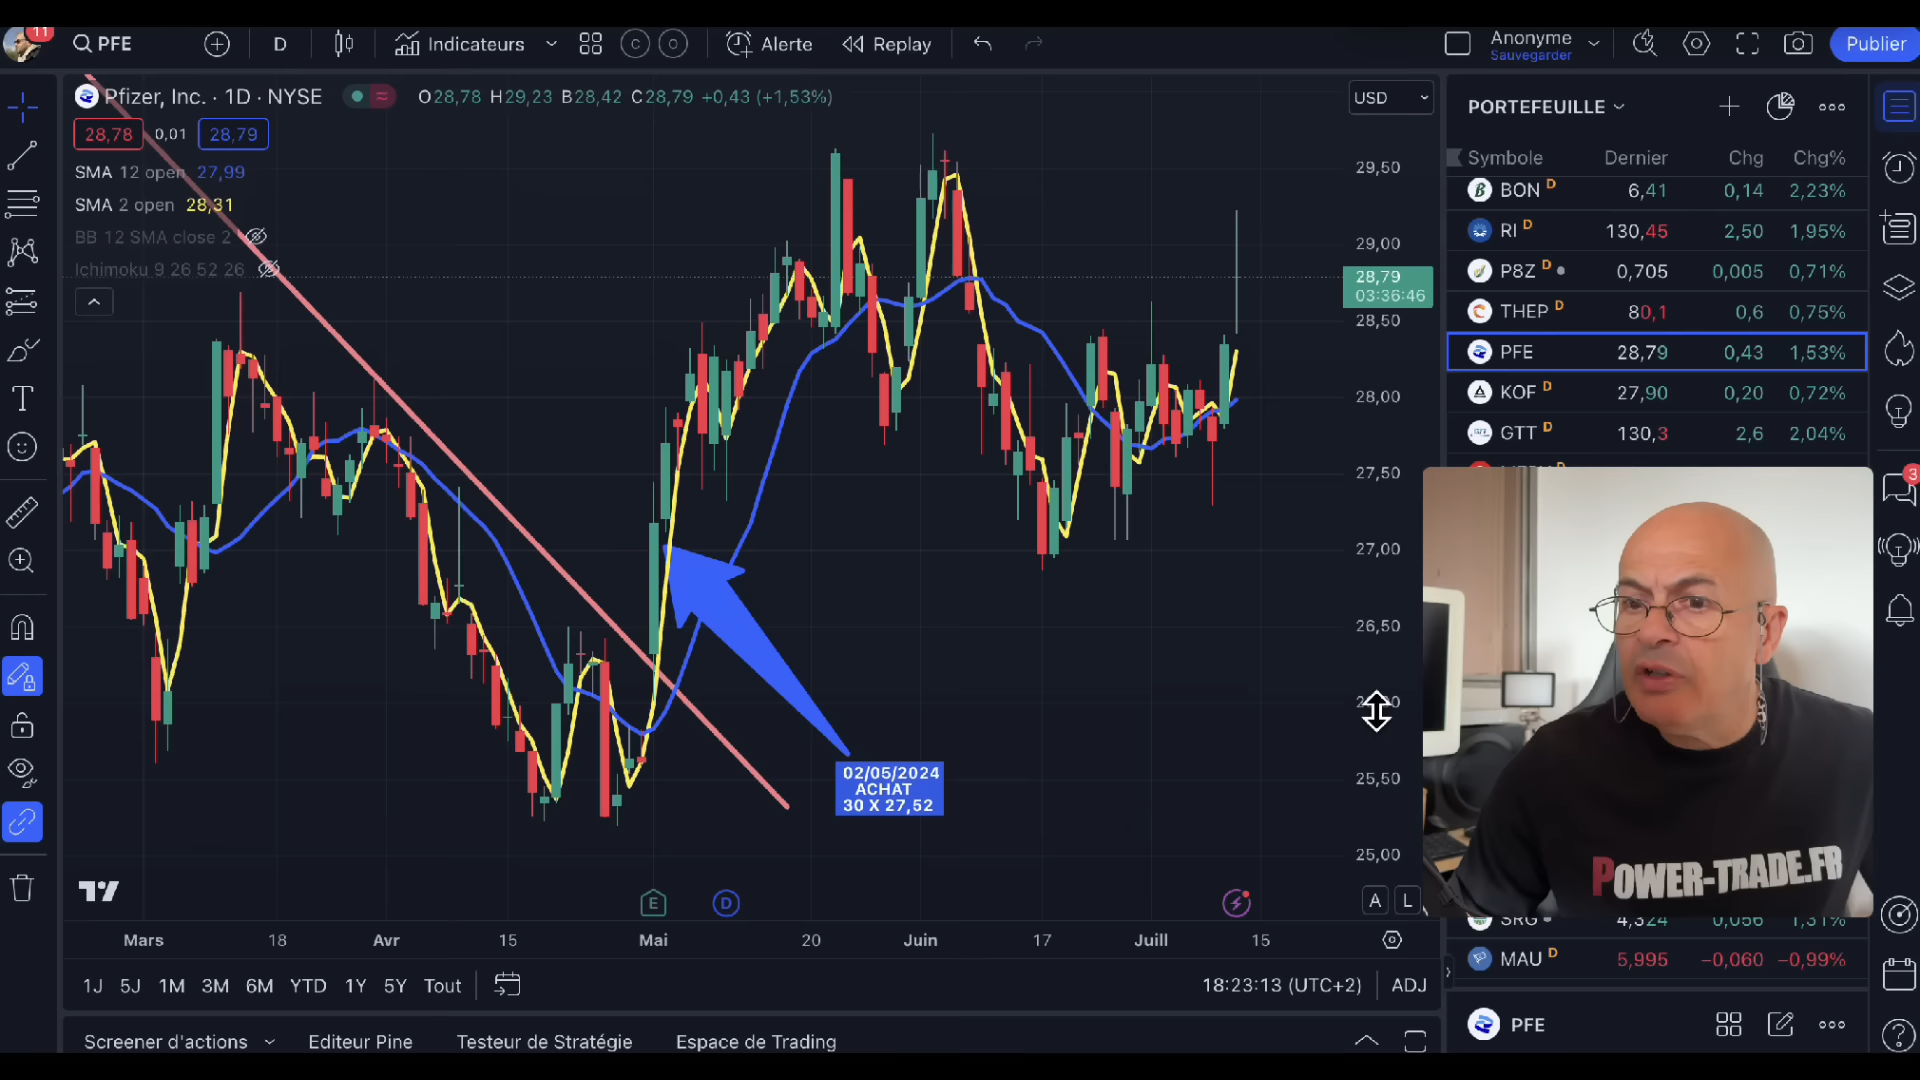 11
PFE
D
Indicateurs
C
O
Alerte
Replay
Anonyme
Sauvegarder
Publier
Pfizer, Inc. · 1D · NYSE
O28,78 H29,23 B28,42 C28,79 +0,43 (+1,53%)
USD
28,78 0,01 28,79
SMA 12 open 27,99
SMA 2 open 28,31
BB 12 SMA close 2
Ichimoku 9 26 52 26
29,50
29,00
28,79
03:36:46
28,50
28,00
27,50
27,00
26,50
25,50
25,00
02/05/2024
ACHAT
30 X 27,52
E
D
A
L
Mars 18 Avr 15 Mai 20 Juin 17 Juill 15
1J 5J 1M 3M 6M YTD 1Y 5Y Tout
18:23:13 (UTC+2) ADJ
Screener d'actions
Editeur Pine
Testeur de Stratégie
Espace de Trading
PORTEFEUILLE
Symbole Dernier Chg Chg%
BON D 6,41 0,14 2,23%
RI D 130,45 2,50 1,95%
P8Z D 0,705 0,005 0,71%
THEP D 80,1 0,6 0,75%
PFE 28,79 0,43 1,53%
KOF D 27,90 0,20 0,72%
GTT D 130,3 2,6 2,04%
POWER-TRADE.FR
SRG 4,324 0,056 1,31%
MAU D 5,995 −0,060 −0,99%
PFE
3